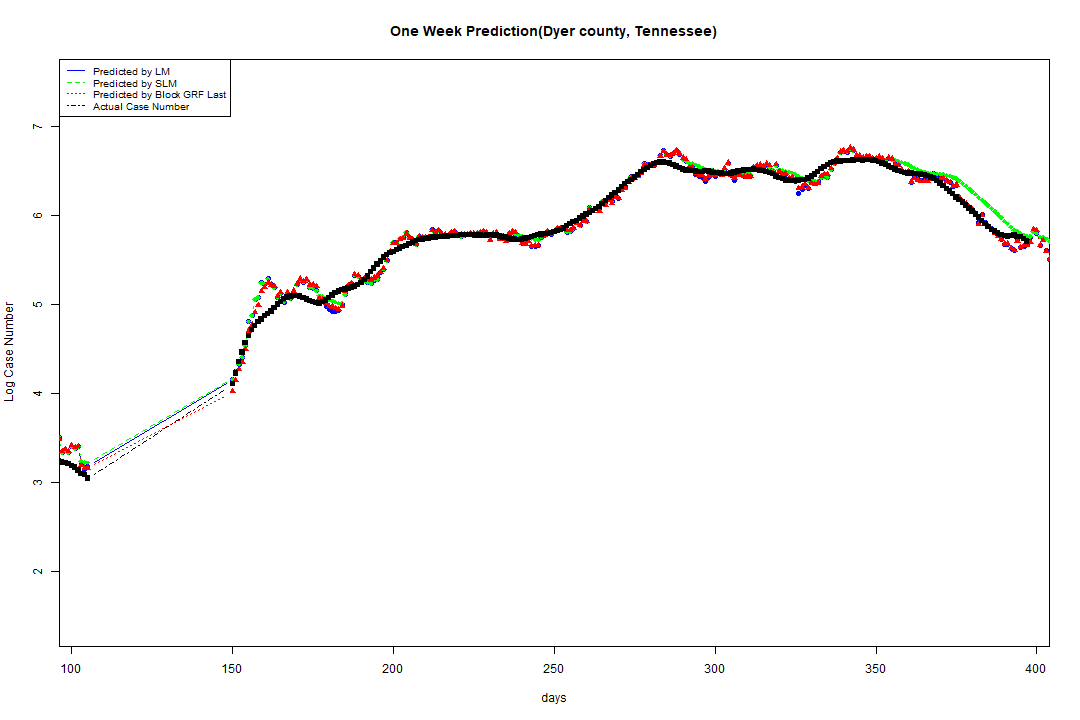 One Week Prediction(Dyer county, Tennessee)
Predicted by LM
Predicted by SLM
Predicted by Block GRF Last
Actual Case Number
7
6
5
4
3
2
Log Case Number
100 150 200 250 300 350 400
days